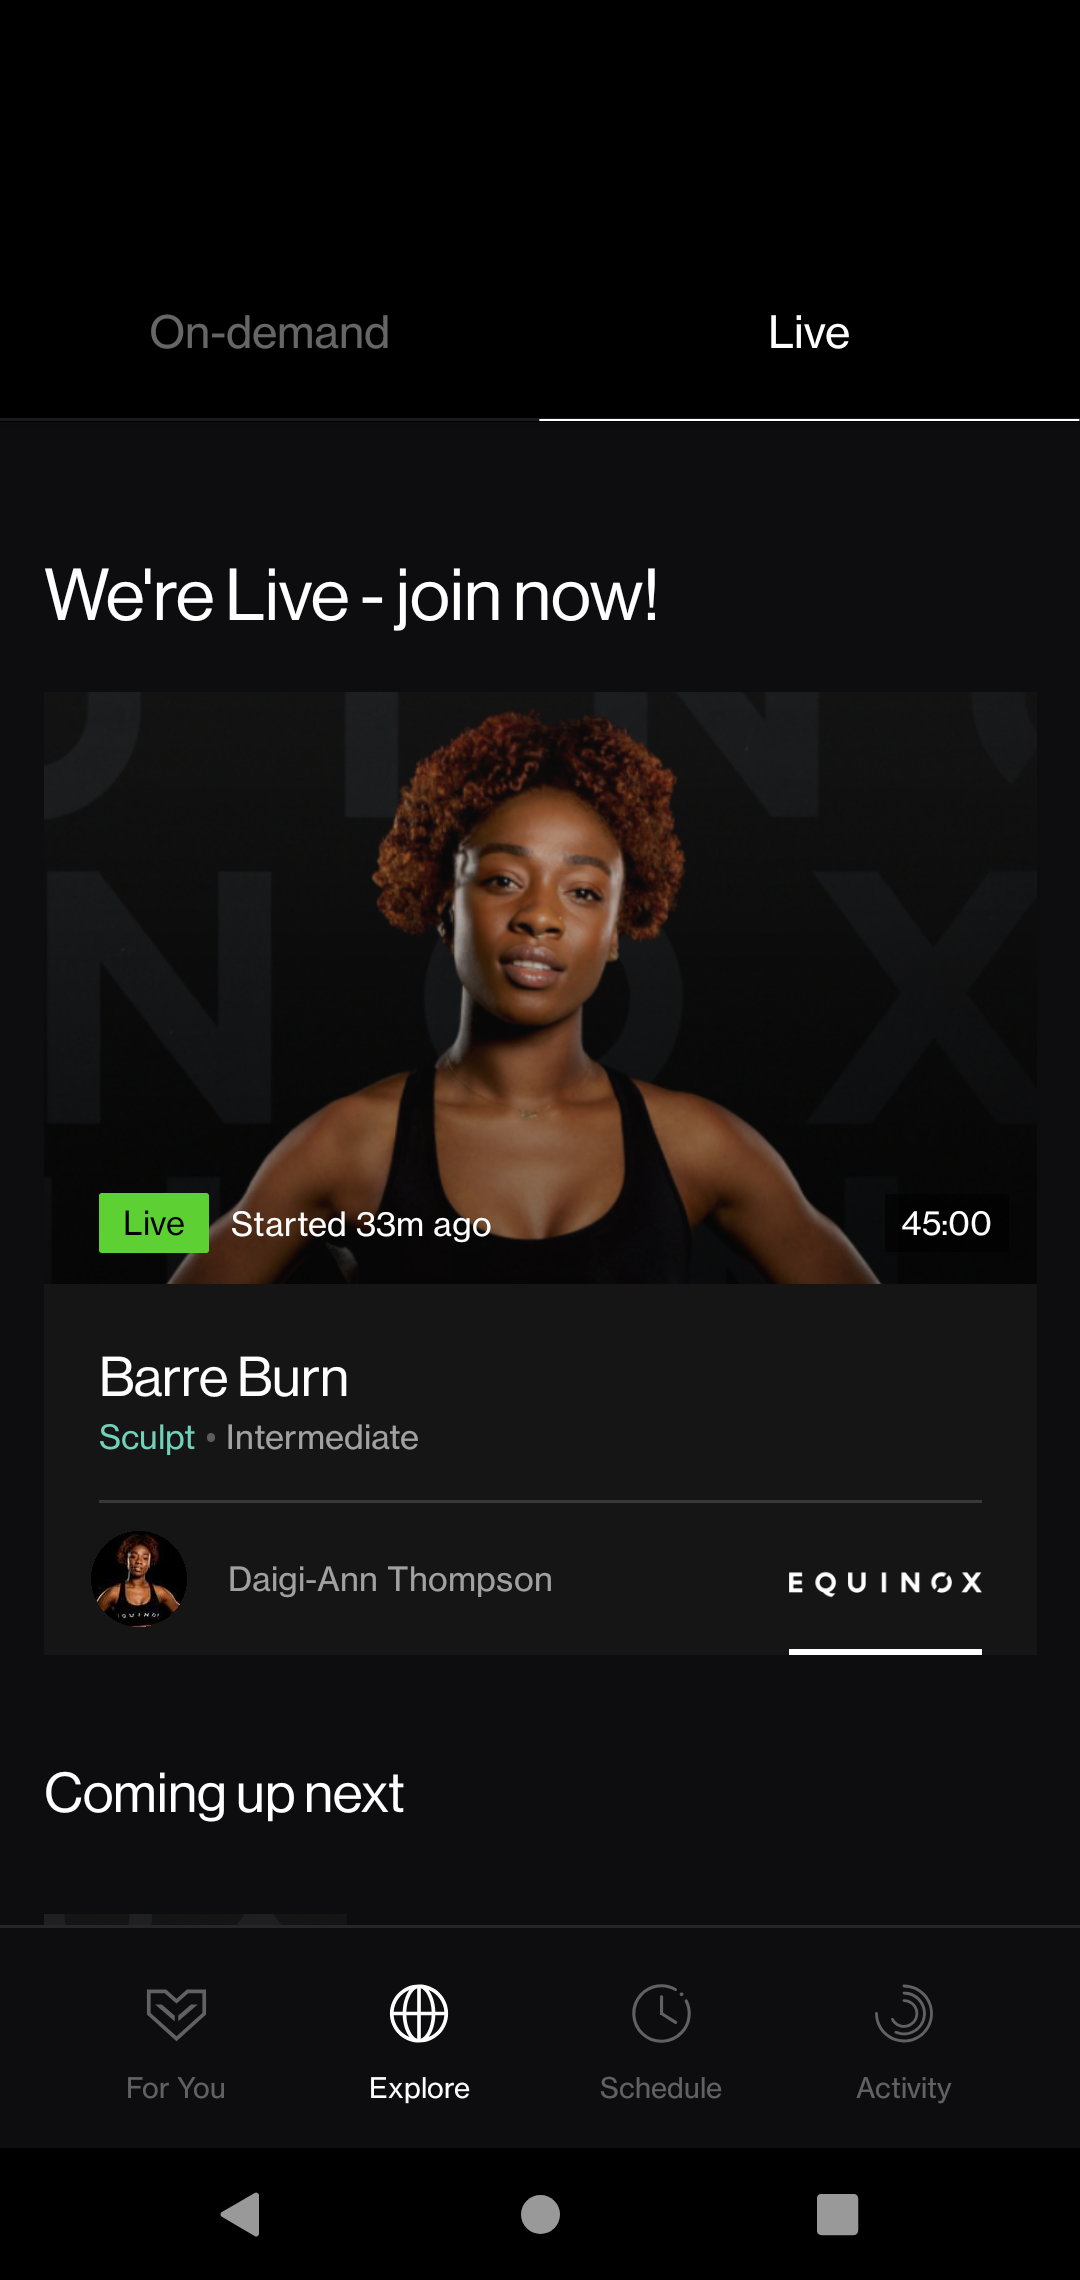 On-demand
Live
We're Live - join now!
Live
Started 33m ago
45:00
Barre Burn
Sculpt • Intermediate
Daigi-Ann Thompson
EQUINOX
Coming up next
For You
Explore
Schedule
Activity